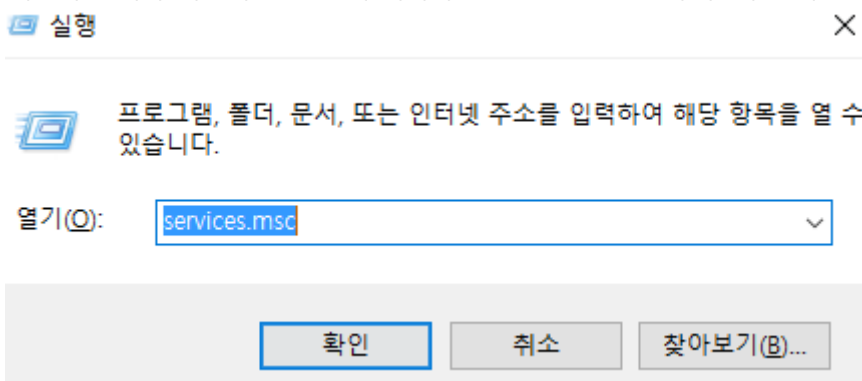 실행
프로그램, 폴더, 문서, 또는 인터넷 주소를 입력하여 해당 항목을 열 수
있습니다.
열기(O): services.msc
확인 취소 찾아보기(B)...